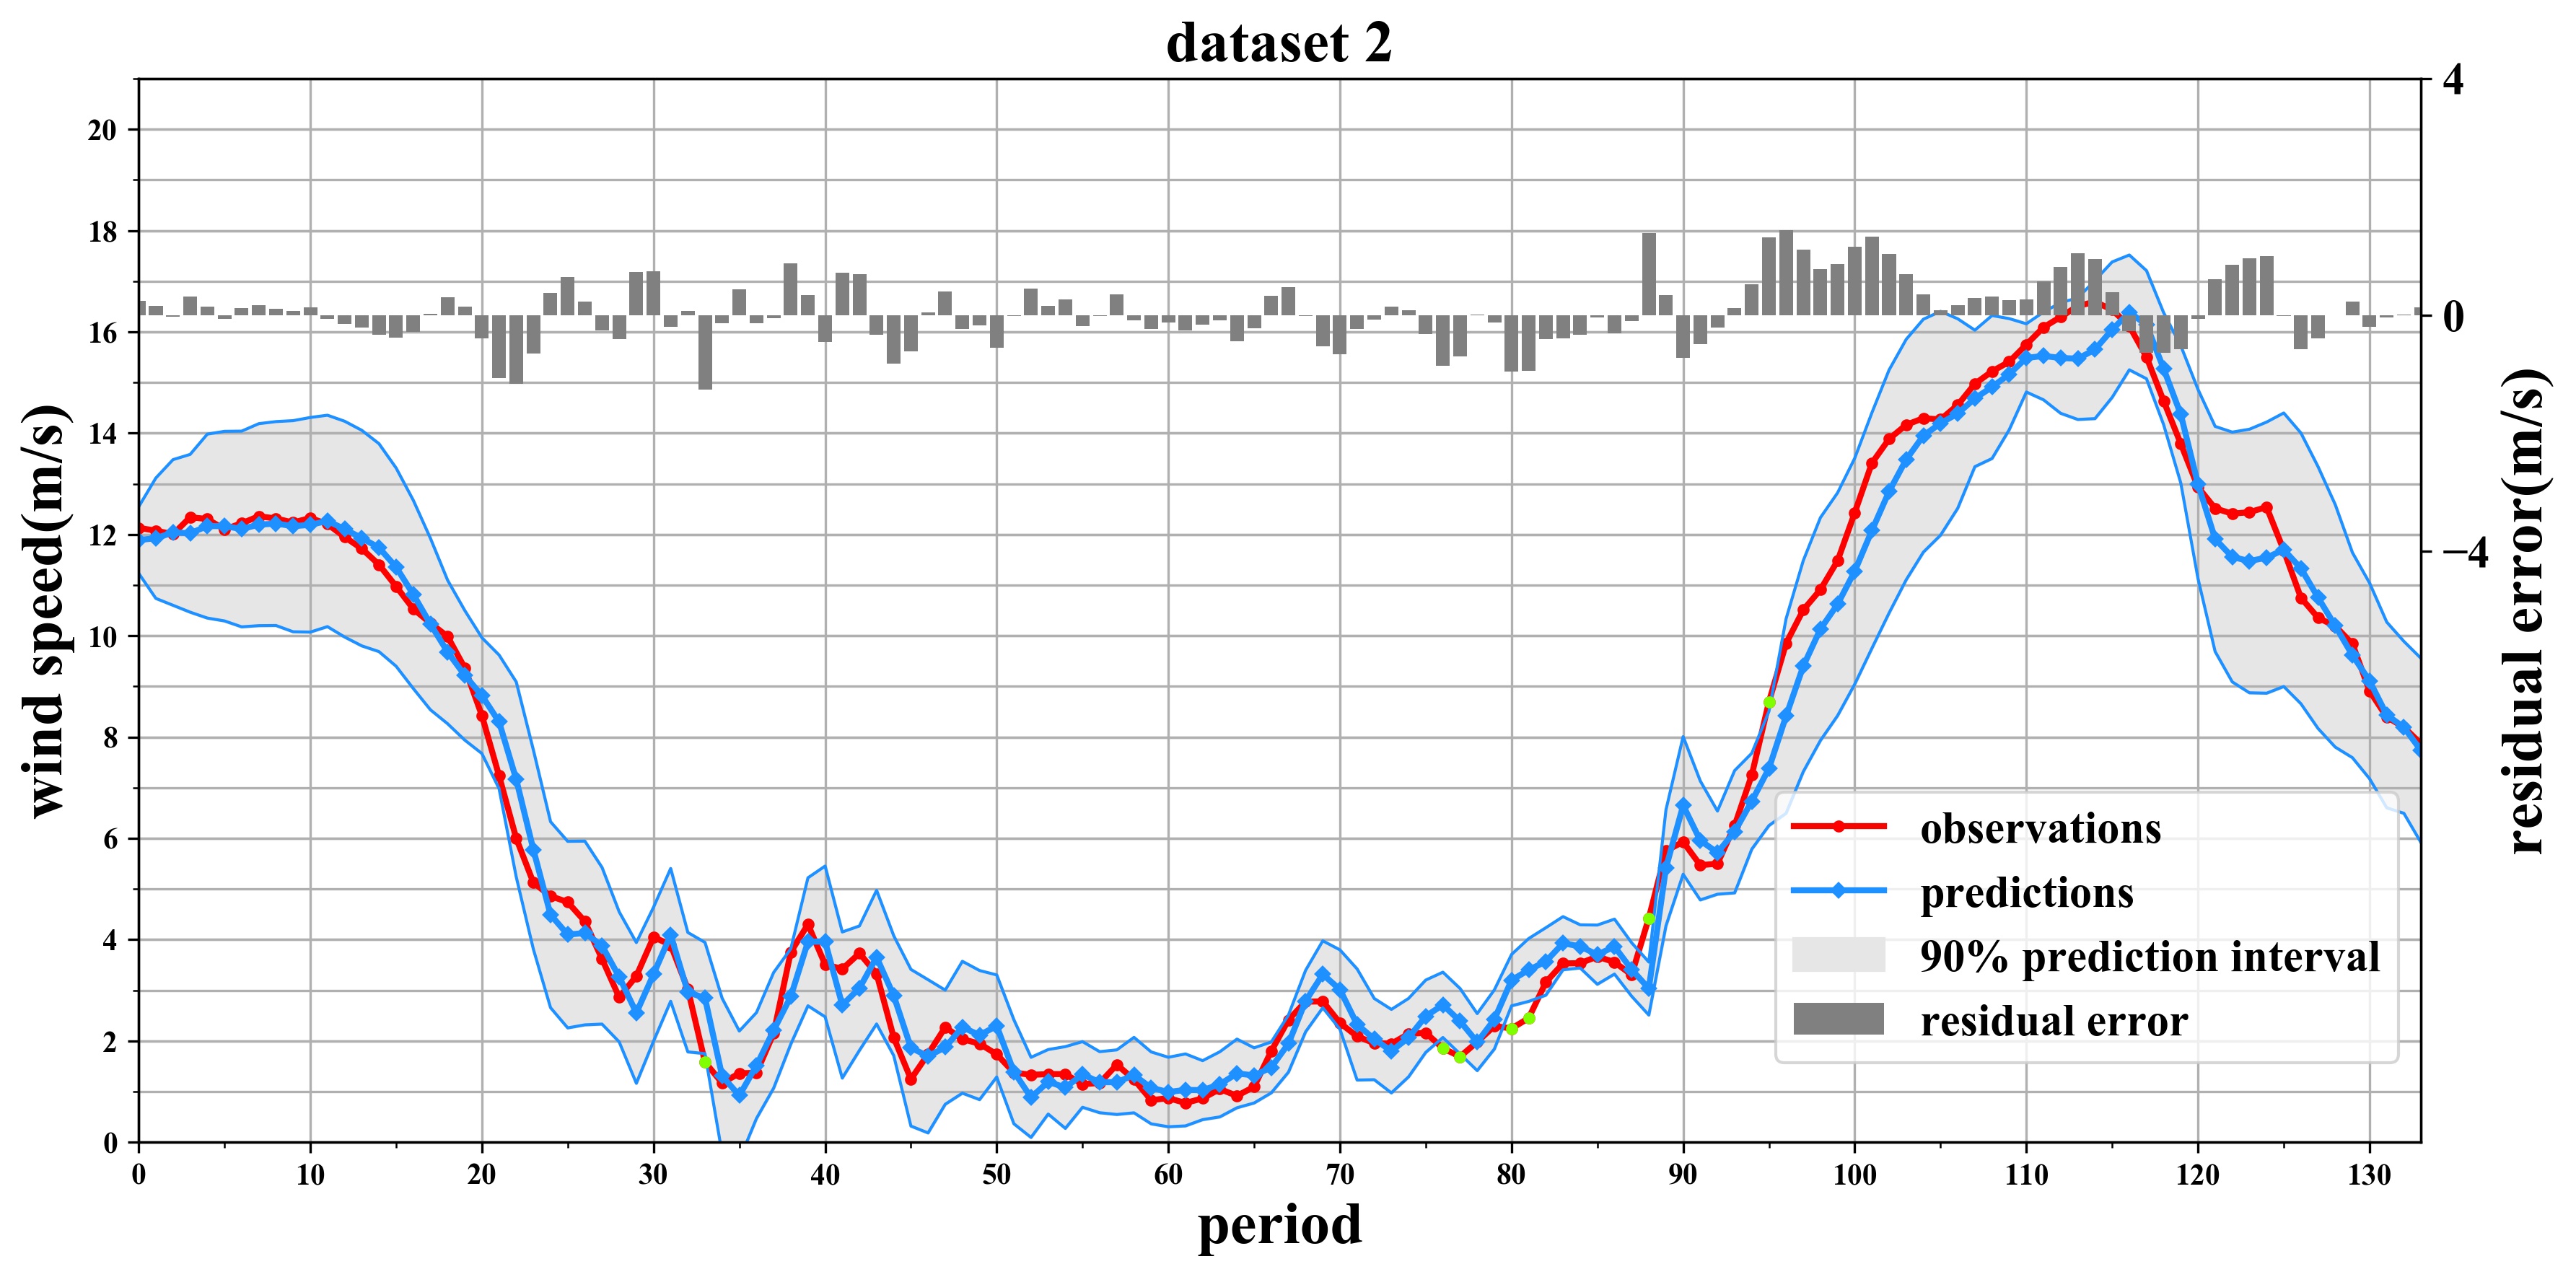 dataset 2
wind speed(m/s)
20
18
16
14
12
10
8
6
4
2
0
0 10 20 30 40 50 60 70 80 90 100 110 120 130
period
4
0
−4
residual error(m/s)
observations
predictions
90% prediction interval
residual error